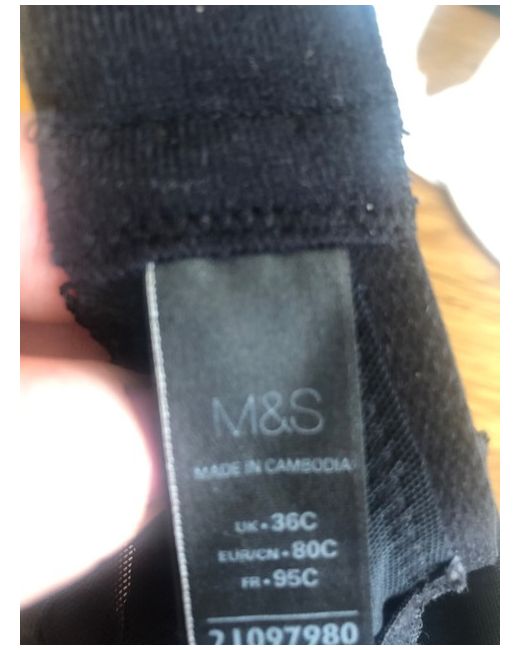 M&S
MADE IN CAMBODIA
UK • 36C
EUR/CN • 80C
FR • 95C
21097980